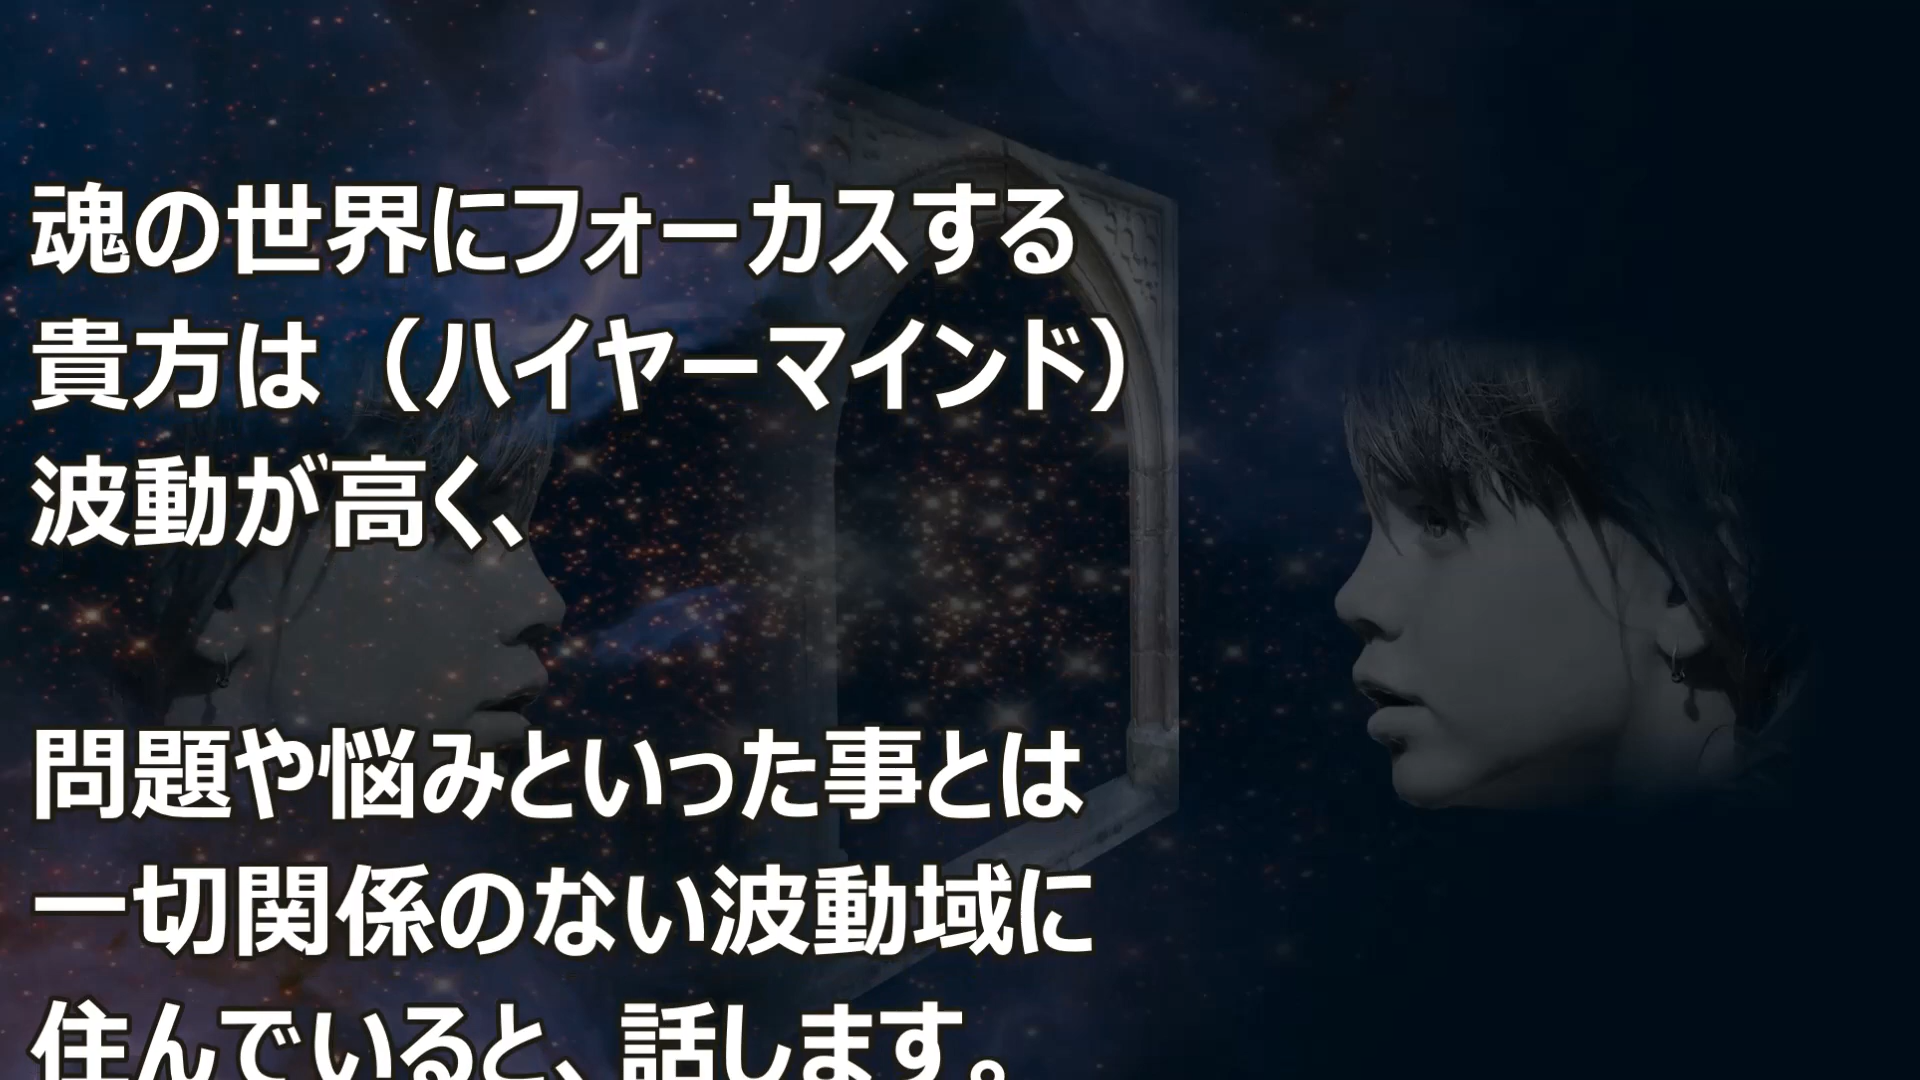 魂の世界にフォーカスする
貴方は（ハイヤーマインド）
波動が高く、
問題や悩みといった事とは
一切関係のない波動域に
住んでいると、話します。